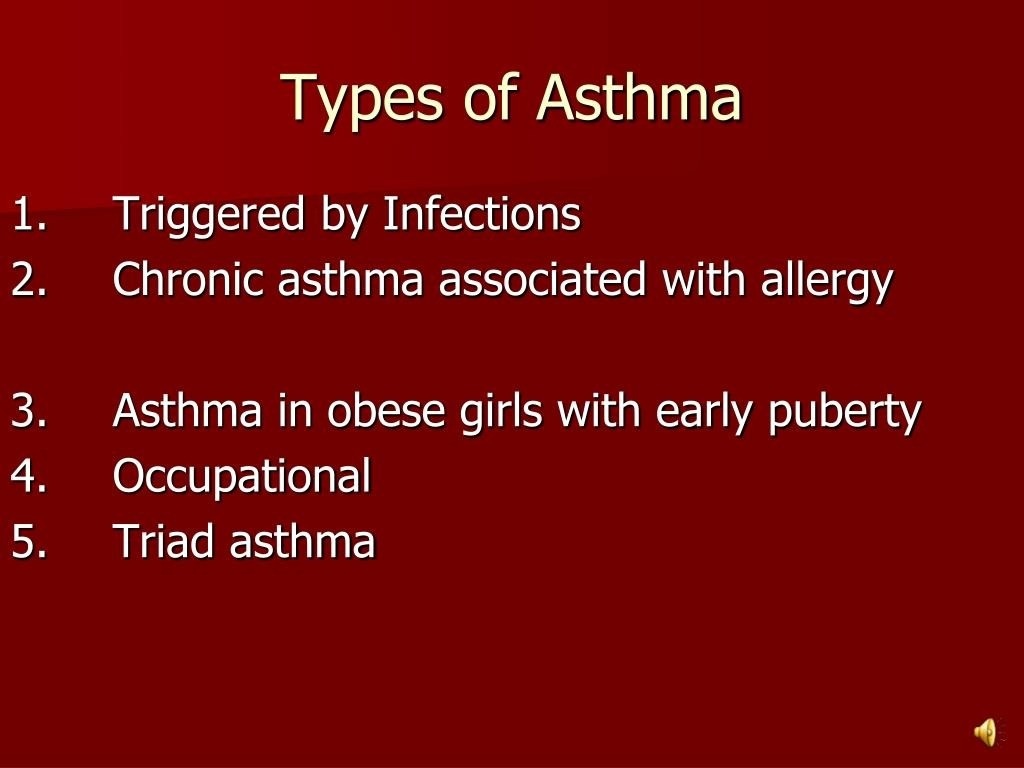 Types of Asthma
1. Triggered by Infections
2. Chronic asthma associated with allergy
3. Asthma in obese girls with early puberty
4. Occupational
5. Triad asthma